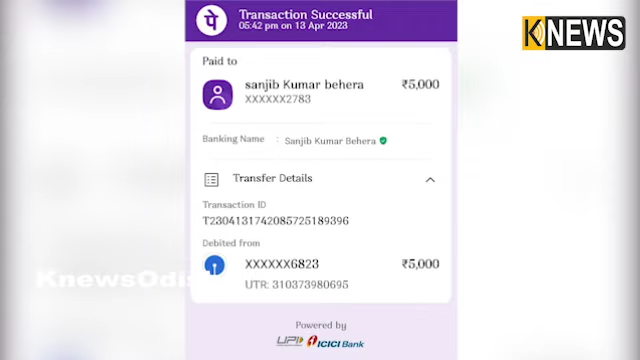 पे
Transaction Successful
05:42 pm on 13 Apr 2023
KNEWS
Paid to
sanjib Kumar behera ₹5,000
XXXXXX2783
Banking Name : Sanjib Kumar Behera
Transfer Details
Transaction ID
T2304131742085725189396
Debited from
XXXXXX6823 ₹5,000
KnewsOdis
UTR: 310373980695
Powered by
UPI ICICI Bank